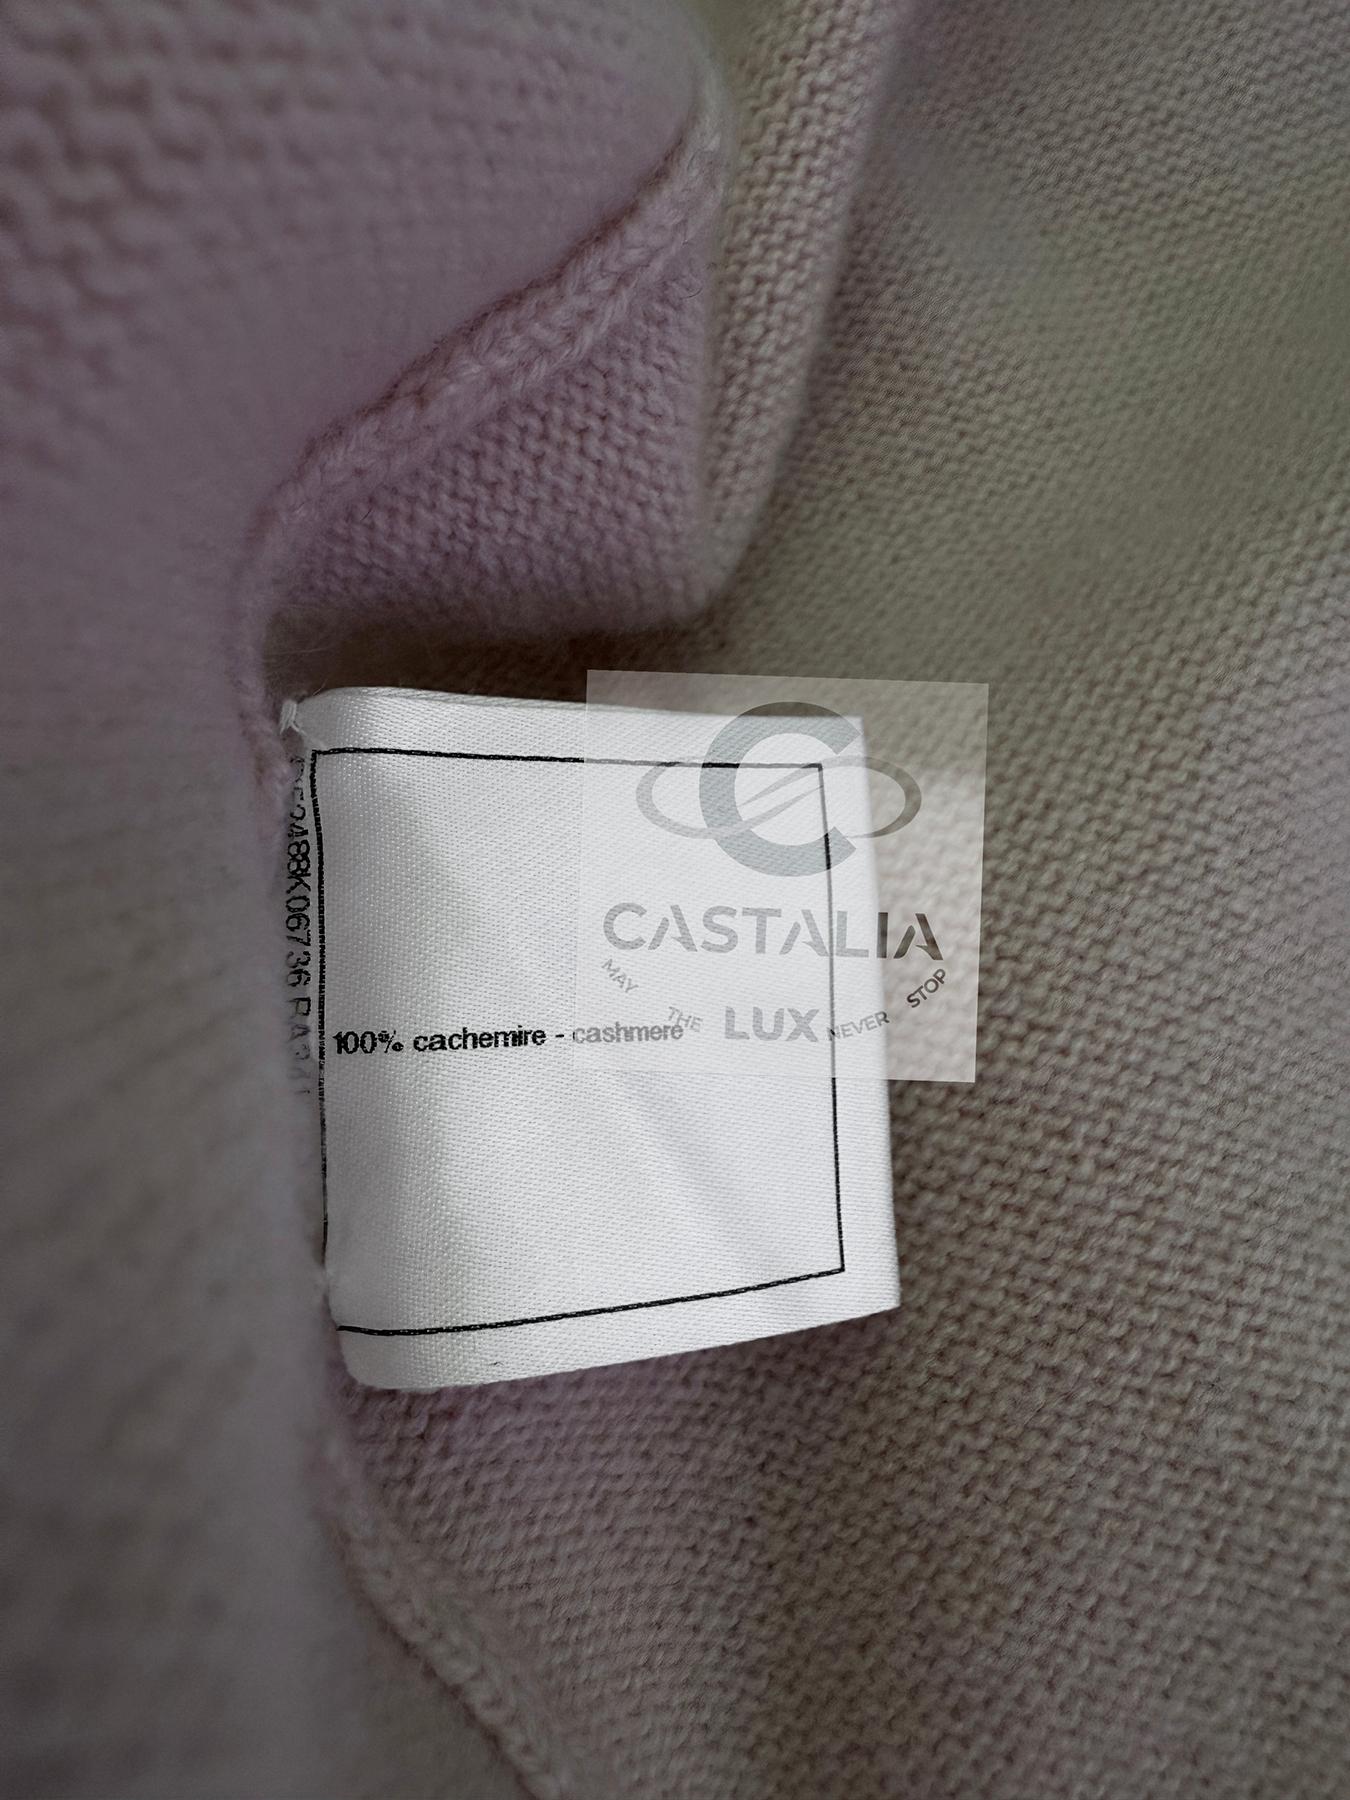 100% cachemire - cashmere
CASTALIA
MAY THE LUX NEVER STOP